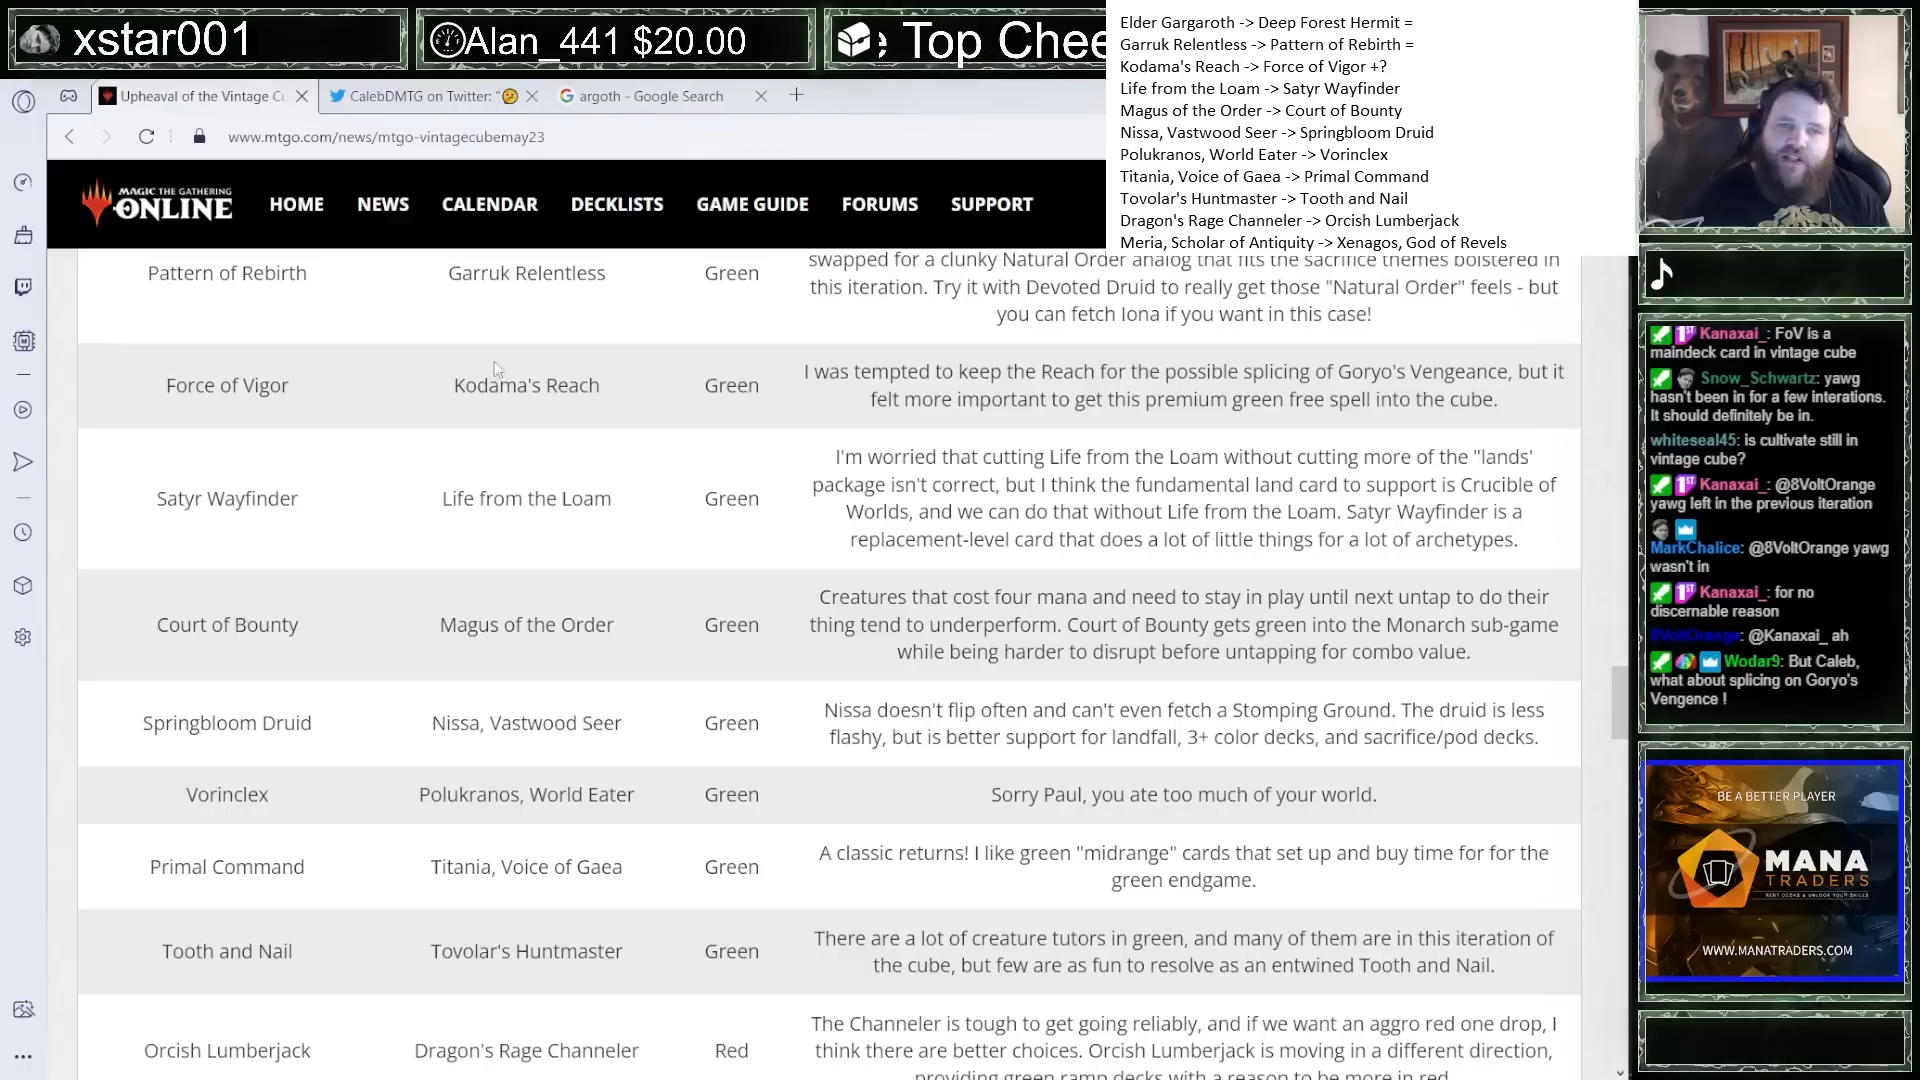 xstar001
Alan_441 $20.00
: Top Chee
Elder Gargaroth -> Deep Forest Hermit =
Garruk Relentless -> Pattern of Rebirth =
Kodama's Reach -> Force of Vigor +?
Life from the Loam -> Satyr Wayfinder
Magus of the Order -> Court of Bounty
Nissa, Vastwood Seer -> Springbloom Druid
Polukranos, World Eater -> Vorinclex
Titania, Voice of Gaea -> Primal Command
Tovolar's Huntmaster -> Tooth and Nail
Dragon's Rage Channeler -> Orcish Lumberjack
Meria, Scholar of Antiquity -> Xenagos, God of Revels
Upheaval of the Vintage Cu
CalebDMTG on Twitter: "🤔
argoth - Google Search
www.mtgo.com/news/mtgo-vintagecubemay23
MAGIC THE GATHERING
ONLINE
HOME
NEWS
CALENDAR
DECKLISTS
GAME GUIDE
FORUMS
SUPPORT
Pattern of Rebirth
Garruk Relentless
Green
swapped for a clunky Natural Order analog that fits the sacrifice themes bolstered in
this iteration. Try it with Devoted Druid to really get those "Natural Order" feels - but
you can fetch Iona if you want in this case!
Force of Vigor
Kodama's Reach
Green
I was tempted to keep the Reach for the possible splicing of Goryo's Vengeance, but it
felt more important to get this premium green free spell into the cube.
Satyr Wayfinder
Life from the Loam
Green
I'm worried that cutting Life from the Loam without cutting more of the "lands'
package isn't correct, but I think the fundamental land card to support is Crucible of
Worlds, and we can do that without Life from the Loam. Satyr Wayfinder is a
replacement-level card that does a lot of little things for a lot of archetypes.
Court of Bounty
Magus of the Order
Green
Creatures that cost four mana and need to stay in play until next untap to do their
thing tend to underperform. Court of Bounty gets green into the Monarch sub-game
while being harder to disrupt before untapping for combo value.
Springbloom Druid
Nissa, Vastwood Seer
Green
Nissa doesn't flip often and can't even fetch a Stomping Ground. The druid is less
flashy, but is better support for landfall, 3+ color decks, and sacrifice/pod decks.
Vorinclex
Polukranos, World Eater
Green
Sorry Paul, you ate too much of your world.
Primal Command
Titania, Voice of Gaea
Green
A classic returns! I like green "midrange" cards that set up and buy time for for the
green endgame.
Tooth and Nail
Tovolar's Huntmaster
Green
There are a lot of creature tutors in green, and many of them are in this iteration of
the cube, but few are as fun to resolve as an entwined Tooth and Nail.
Orcish Lumberjack
Dragon's Rage Channeler
Red
The Channeler is tough to get going reliably, and if we want an aggro red one drop, I
think there are better choices. Orcish Lumberjack is moving in a different direction,
providing green ramp decks with a reason to be more in red.
Kanaxai_: FoV is a
maindeck card in vintage cube
Snow_Schwartz: yawg
hasn't been in for a few interations.
It should definitely be in.
whiteseal45: is cultivate still in
vintage cube?
Kanaxai_: @8VoltOrange
yawg left in the previous iteration
MarkChalice: @8VoltOrange yawg
wasn't in
Kanaxai_: for no
discernable reason
8VoltOrange: @Kanaxai_ ah
Wodar9: But Caleb,
what about splicing on Goryo's
Vengence !
BE A BETTER PLAYER
MANA
TRADERS
RENT DECKS & UNLOCK YOUR SKILLS
WWW.MANATRADERS.COM